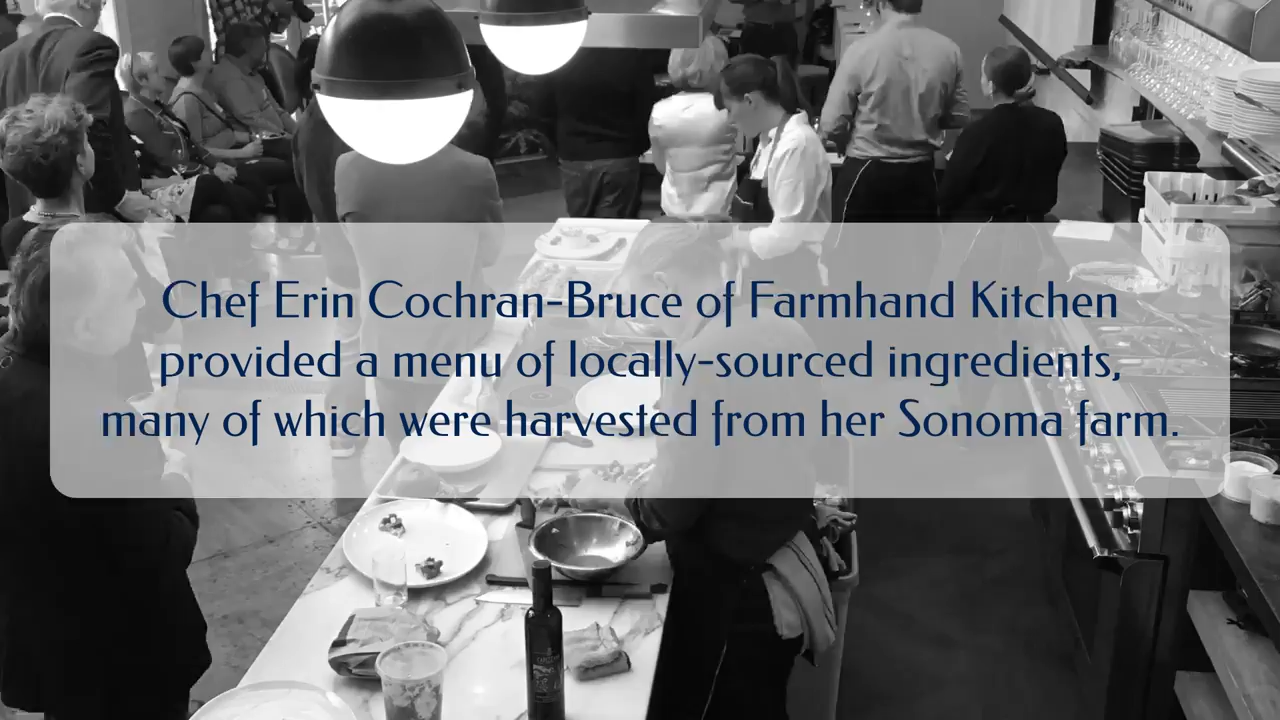 Chef Erin Cochran-Bruce of Farmhand Kitchen
provided a menu of locally-sourced ingredients,
many of which were harvested from her Sonoma farm.